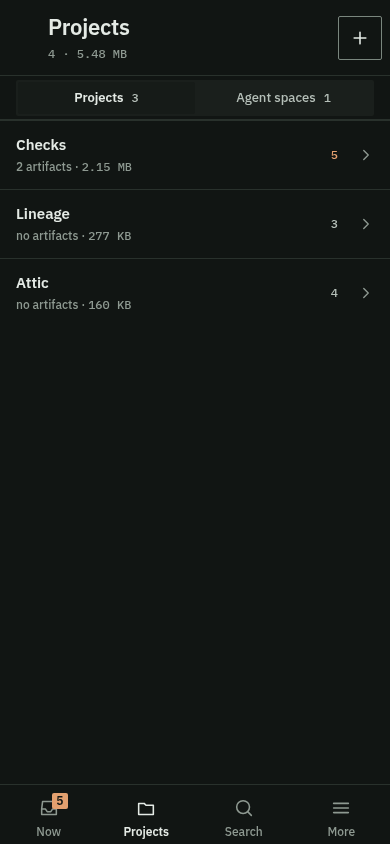 Projects
4 · 5.48 MB
Projects 3
Agent spaces 1
Checks
2 artifacts · 2.15 MB
5
Lineage
no artifacts · 277 KB
3
Attic
no artifacts · 160 KB
4
5
Now
Projects
Search
More